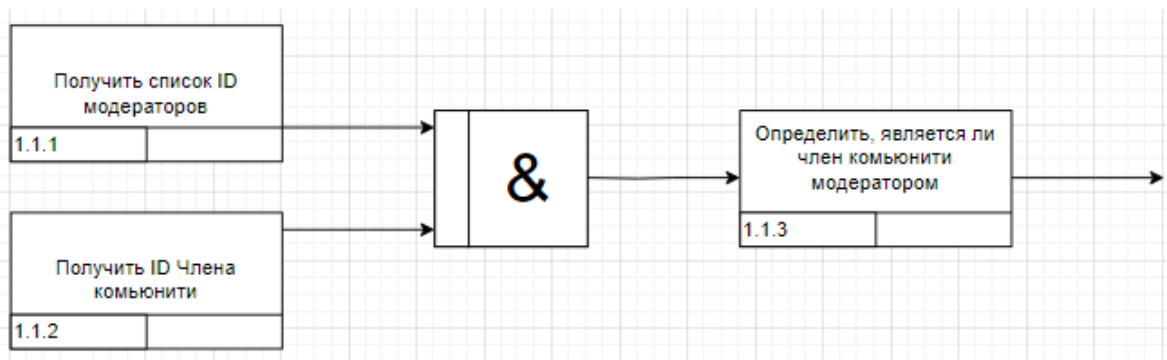 Получить список ID
модераторов
1.1.1
&
Определить, является ли
член комьюнити
модератором
1.1.3
Получить ID Члена
комьюнити
1.1.2